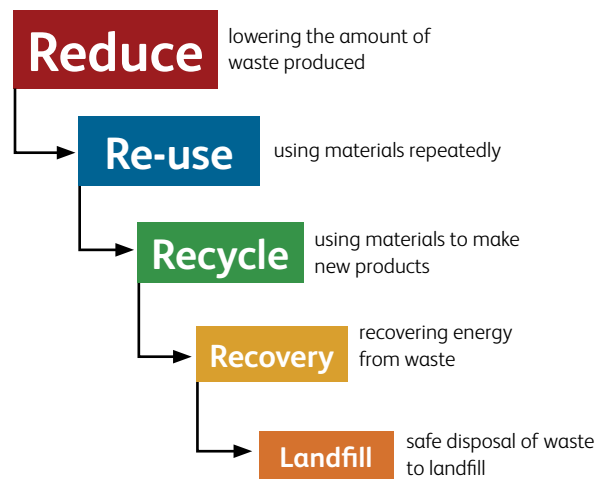 Reduce
lowering the amount of
waste produced
Re-use
using materials repeatedly
Recycle
using materials to make
new products
Recovery
recovering energy
from waste
Landfill
safe disposal of waste
to landfill